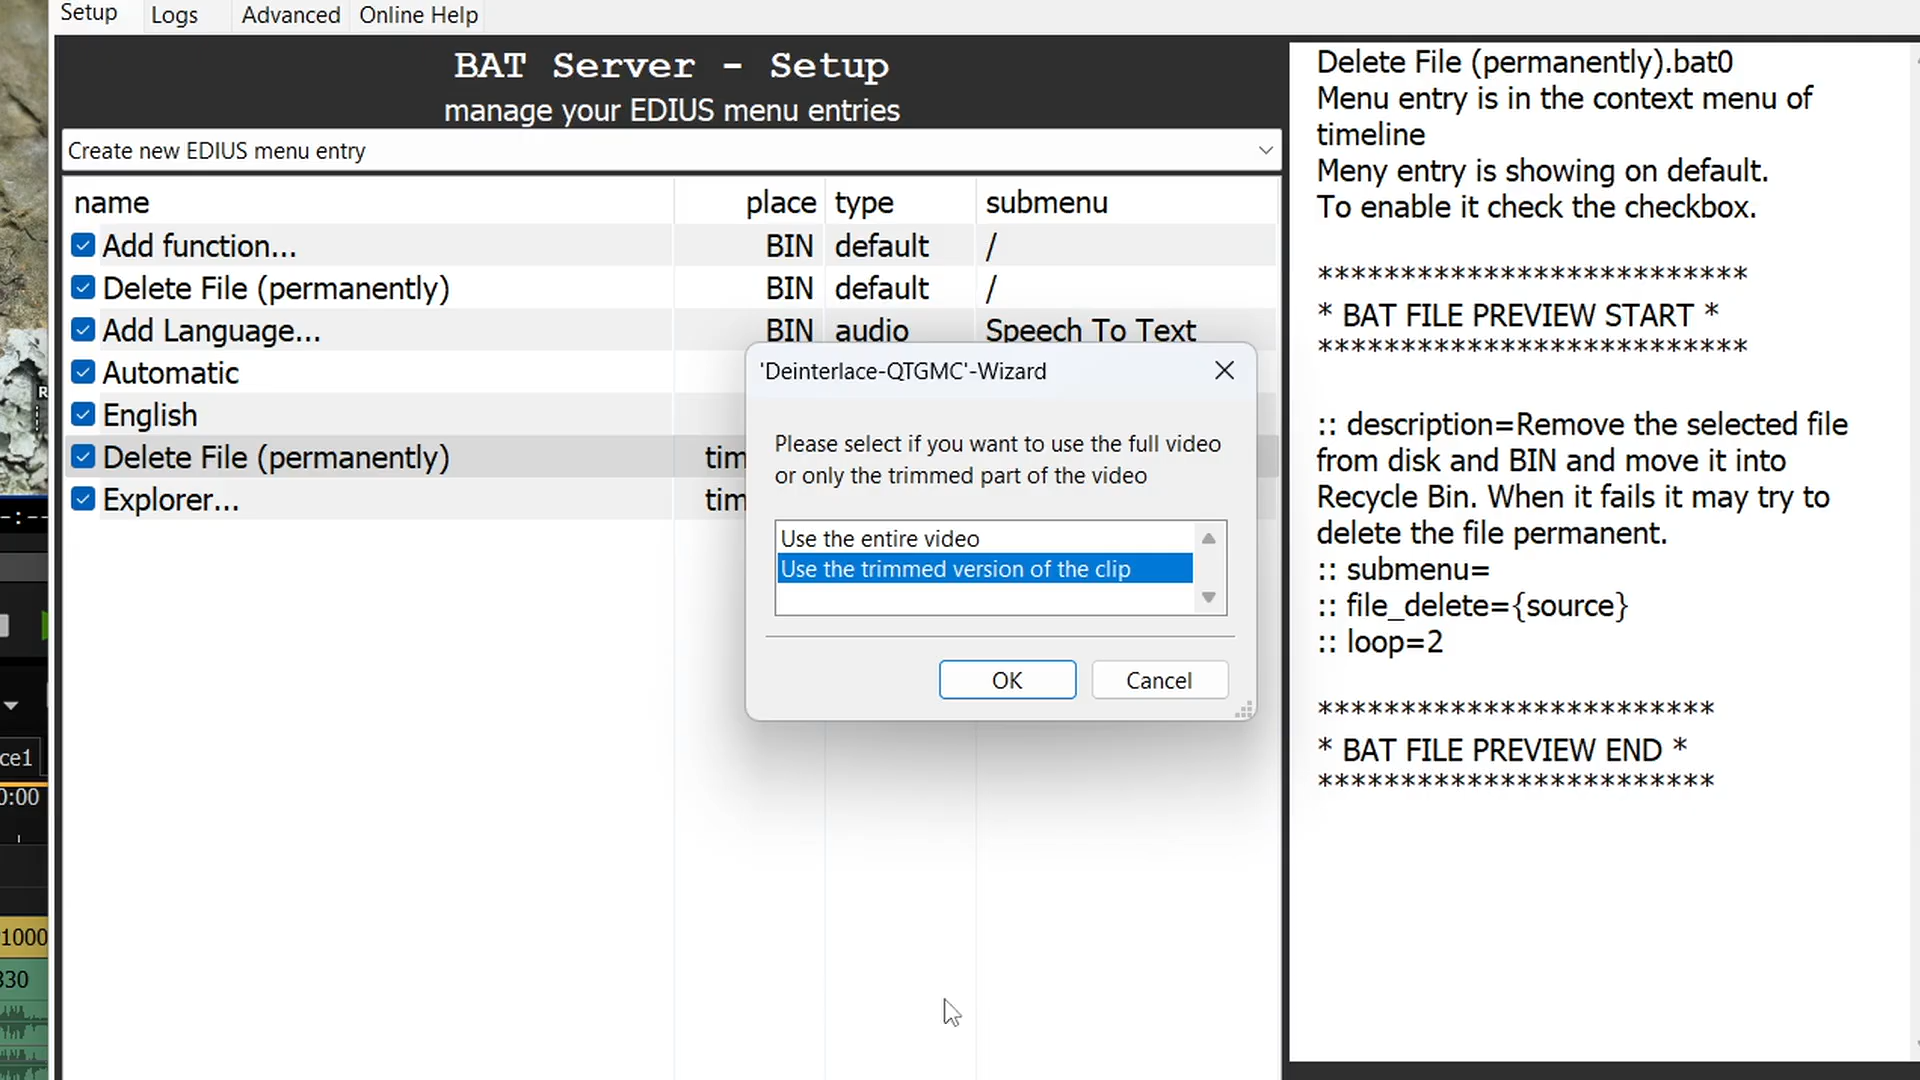 Setup Logs Advanced Online Help
BAT Server - Setup
manage your EDIUS menu entries
Create new EDIUS menu entry
name place type submenu
Add function... BIN default /
Delete File (permanently) BIN default /
Add Language... BIN audio Speech To Text
Automatic
English
Delete File (permanently) tim
Explorer... tim
'Deinterlace-QTGMC'-Wizard
Please select if you want to use the full video
or only the trimmed part of the video
Use the entire video
Use the trimmed version of the clip
OK Cancel
Delete File (permanently).bat0
Menu entry is in the context menu of
timeline
Meny entry is showing on default.
To enable it check the checkbox.
**************************
* BAT FILE PREVIEW START *
**************************
:: description=Remove the selected file
from disk and BIN and move it into
Recycle Bin. When it fails it may try to
delete the file permanent.
:: submenu=
:: file_delete={source}
:: loop=2
************************
* BAT FILE PREVIEW END *
************************
R
-:--
ce1
0:00
1000
330